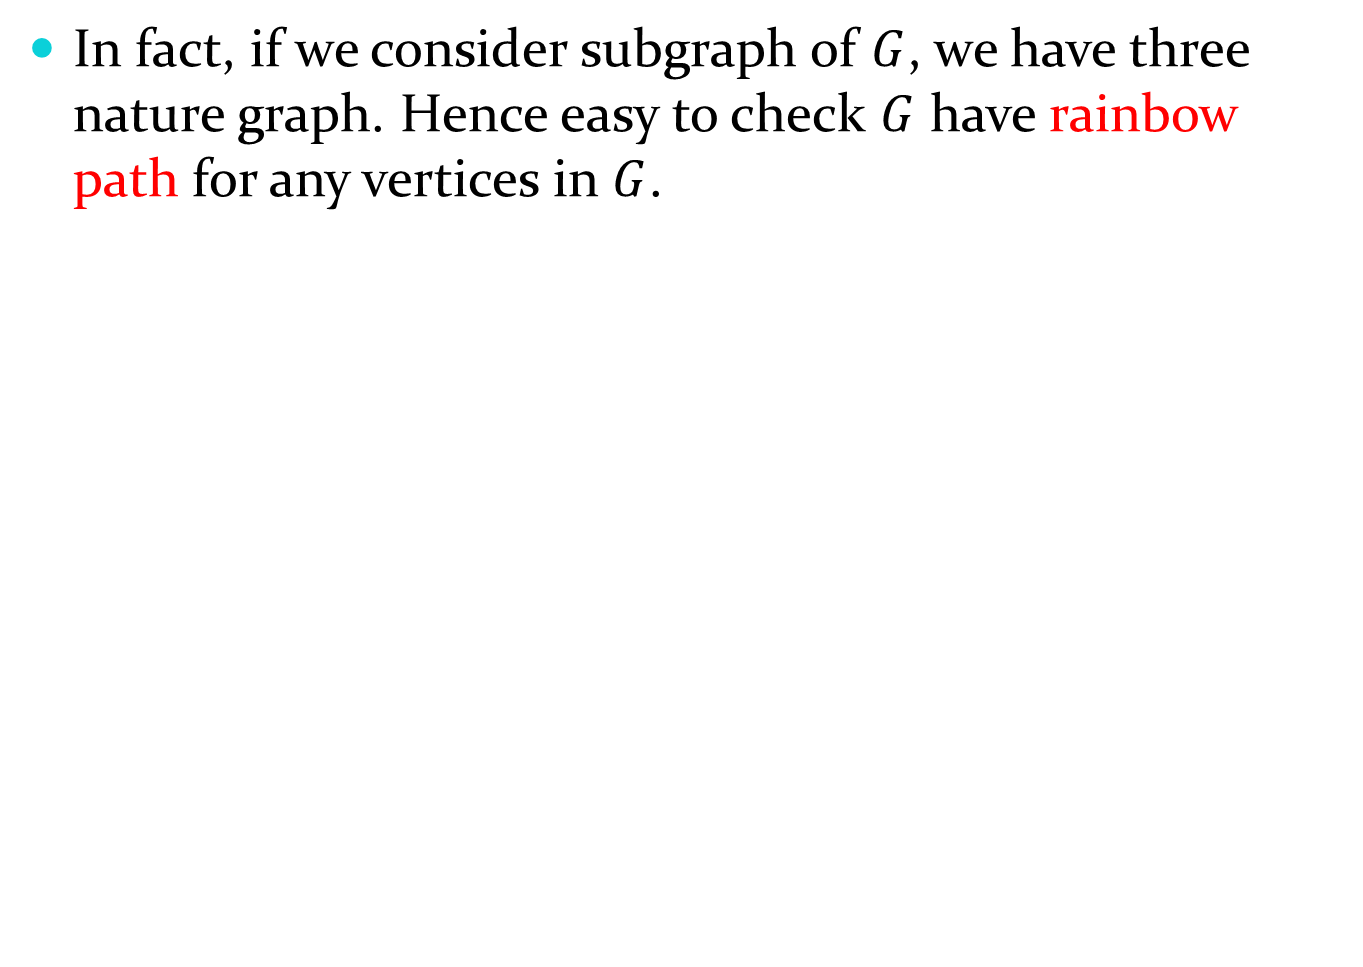 • In fact, if we consider subgraph of G, we have three
nature graph. Hence easy to check G have rainbow
path for any vertices in G.